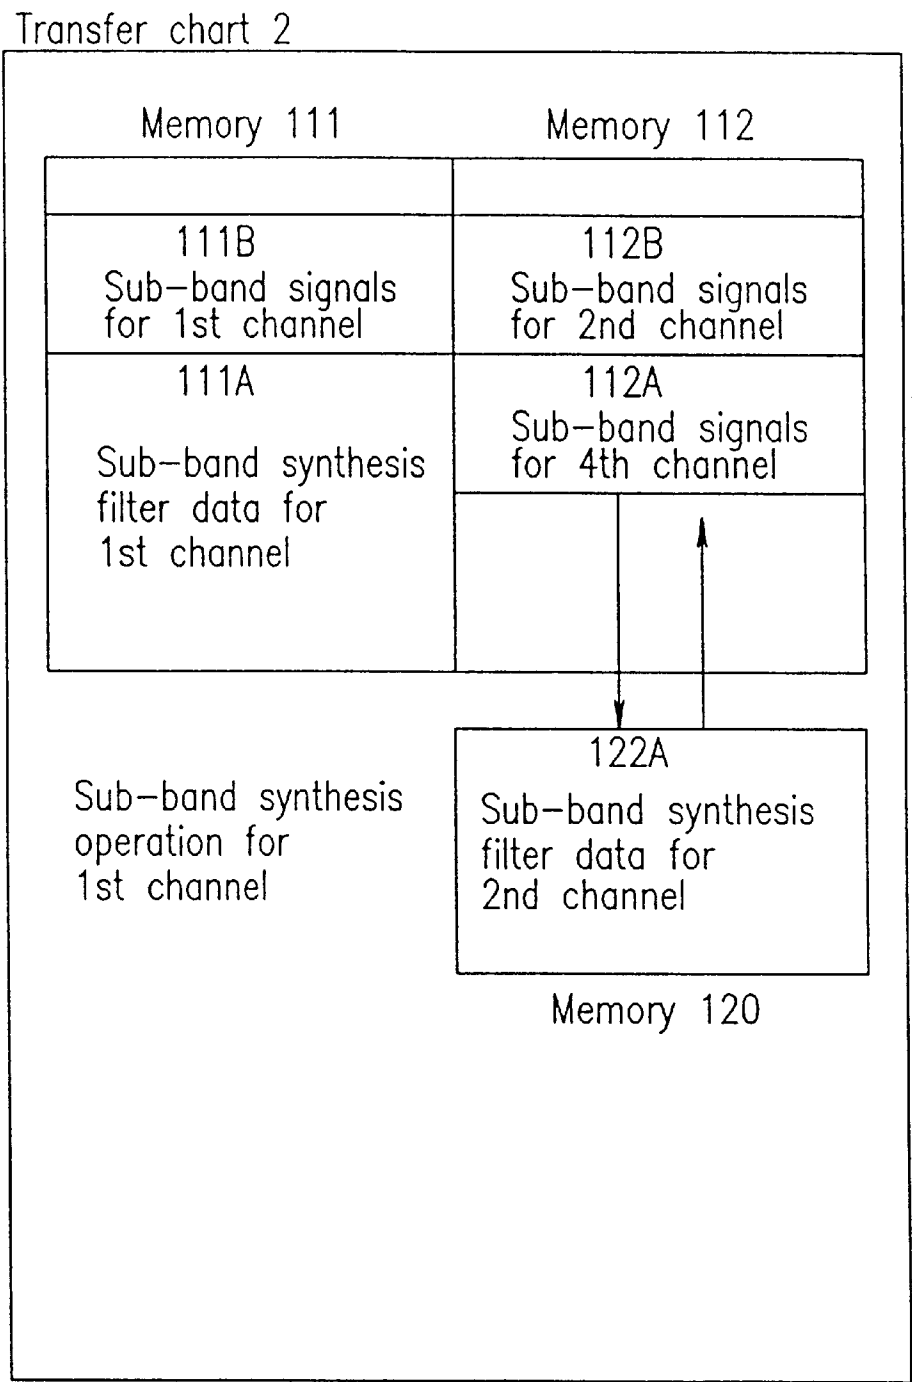 Transfer chart 2
Memory 111
Memory 112
111B
Sub-band signals
for 1st channel
112B
Sub-band signals
for 2nd channel
111A
Sub-band synthesis
filter data for
1st channel
112A
Sub-band signals
for 4th channel
Sub-band synthesis
operation for
1st channel
122A
Sub-band synthesis
filter data for
2nd channel
Memory 120